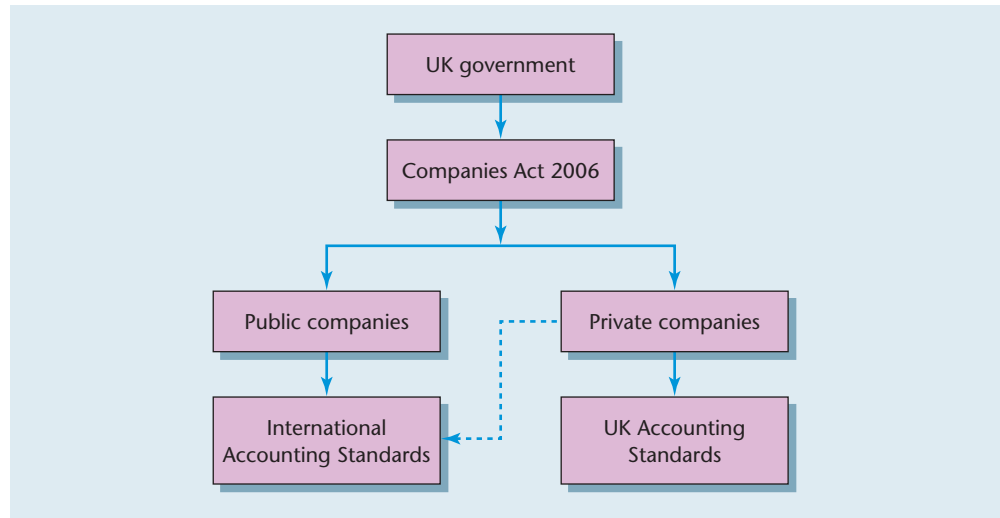 UK government
Companies Act 2006
Public companies
Private companies
International
Accounting Standards
UK Accounting
Standards